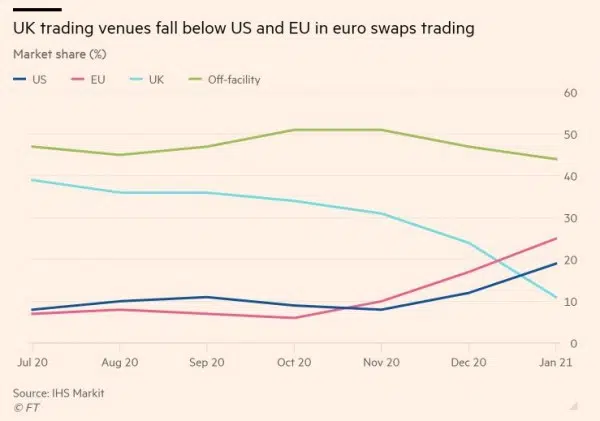 UK trading venues fall below US and EU in euro swaps trading
Market share (%)
US EU UK Off-facility
60
50
40
30
20
10
0
Jul 20 Aug 20 Sep 20 Oct 20 Nov 20 Dec 20 Jan 21
Source: IHS Markit
© FT